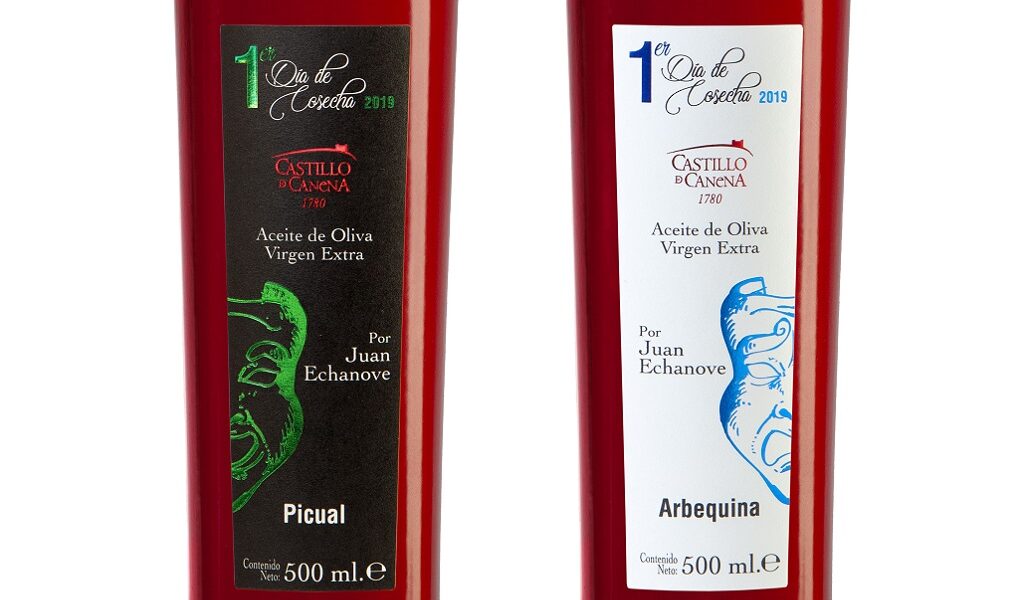 1er Día de
Cosecha 2019
CASTILLO
D CANENA
1780
Aceite de Oliva
Virgen Extra
Por
Juan
Echanove
Picual
Contenido
Neto: 500 ml.℮
1er Día de
Cosecha 2019
CASTILLO
D CANENA
1780
Aceite de Oliva
Virgen Extra
Por
Juan
Echanove
Arbequina
Contenido
Neto: 500 ml.℮